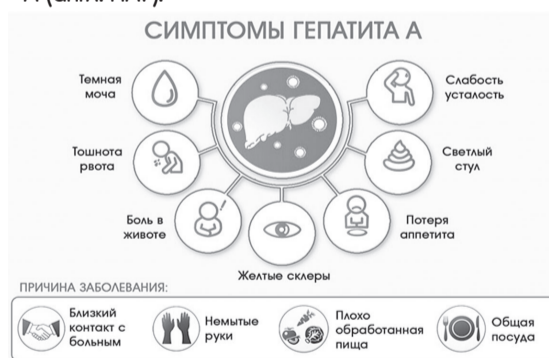 СИМПТОМЫ ГЕПАТИТА А
Темная
моча
Слабость
усталость
Тошнота
рвота
Светлый
стул
Боль в
животе
Потеря
аппетита
Желтые склеры
ПРИЧИНА ЗАБОЛЕВАНИЯ:
Близкий
контакт с
больным
Немытые
руки
Плохо
обработанная
пища
Общая
посуда